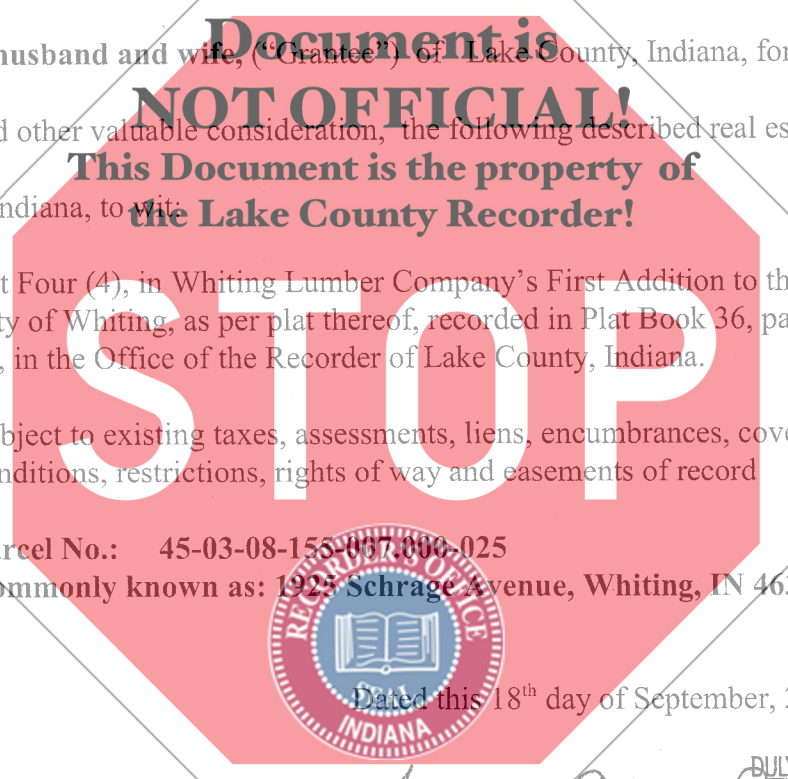 Document is
husband and wife, ("Grantee") of Lake County, Indiana, for
NOT OFFICIAL!
d other valuable consideration, the following described real es
This Document is the property of
the Lake County Recorder!
ndiana, to wit:
t Four (4), in Whiting Lumber Company's First Addition to th
ty of Whiting, as per plat thereof, recorded in Plat Book 36, pa
, in the Office of the Recorder of Lake County, Indiana.
STOP
bject to existing taxes, assessments, liens, encumbrances, cove
nditions, restrictions, rights of way and easements of record
rcel No.: 45-03-08-155-007.000-025
ommonly known as: 1925 Schrage Avenue, Whiting, IN 463
RECORDER'S OFFICE
SEAL
INDIANA
Dated this 18th day of September, 2
DULY